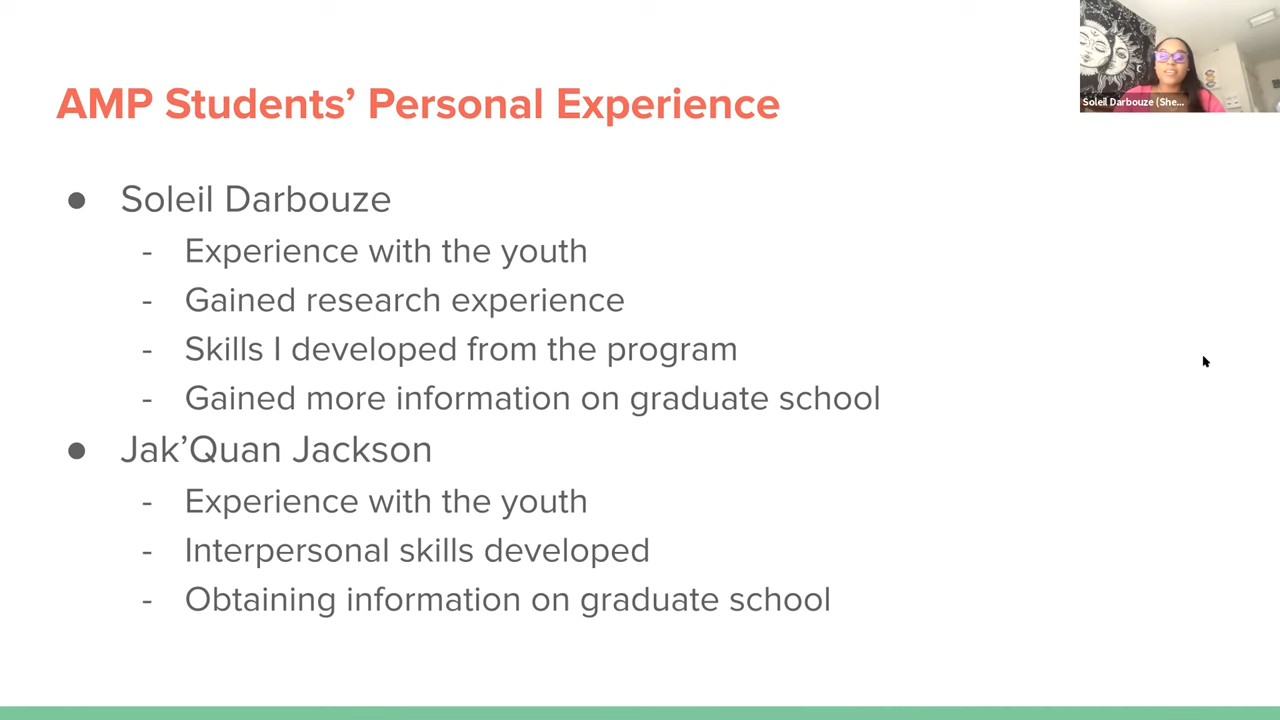 AMP Students’ Personal Experience
Soleil Darbouze (She...
● Soleil Darbouze
- Experience with the youth
- Gained research experience
- Skills I developed from the program
- Gained more information on graduate school
● Jak’Quan Jackson
- Experience with the youth
- Interpersonal skills developed
- Obtaining information on graduate school